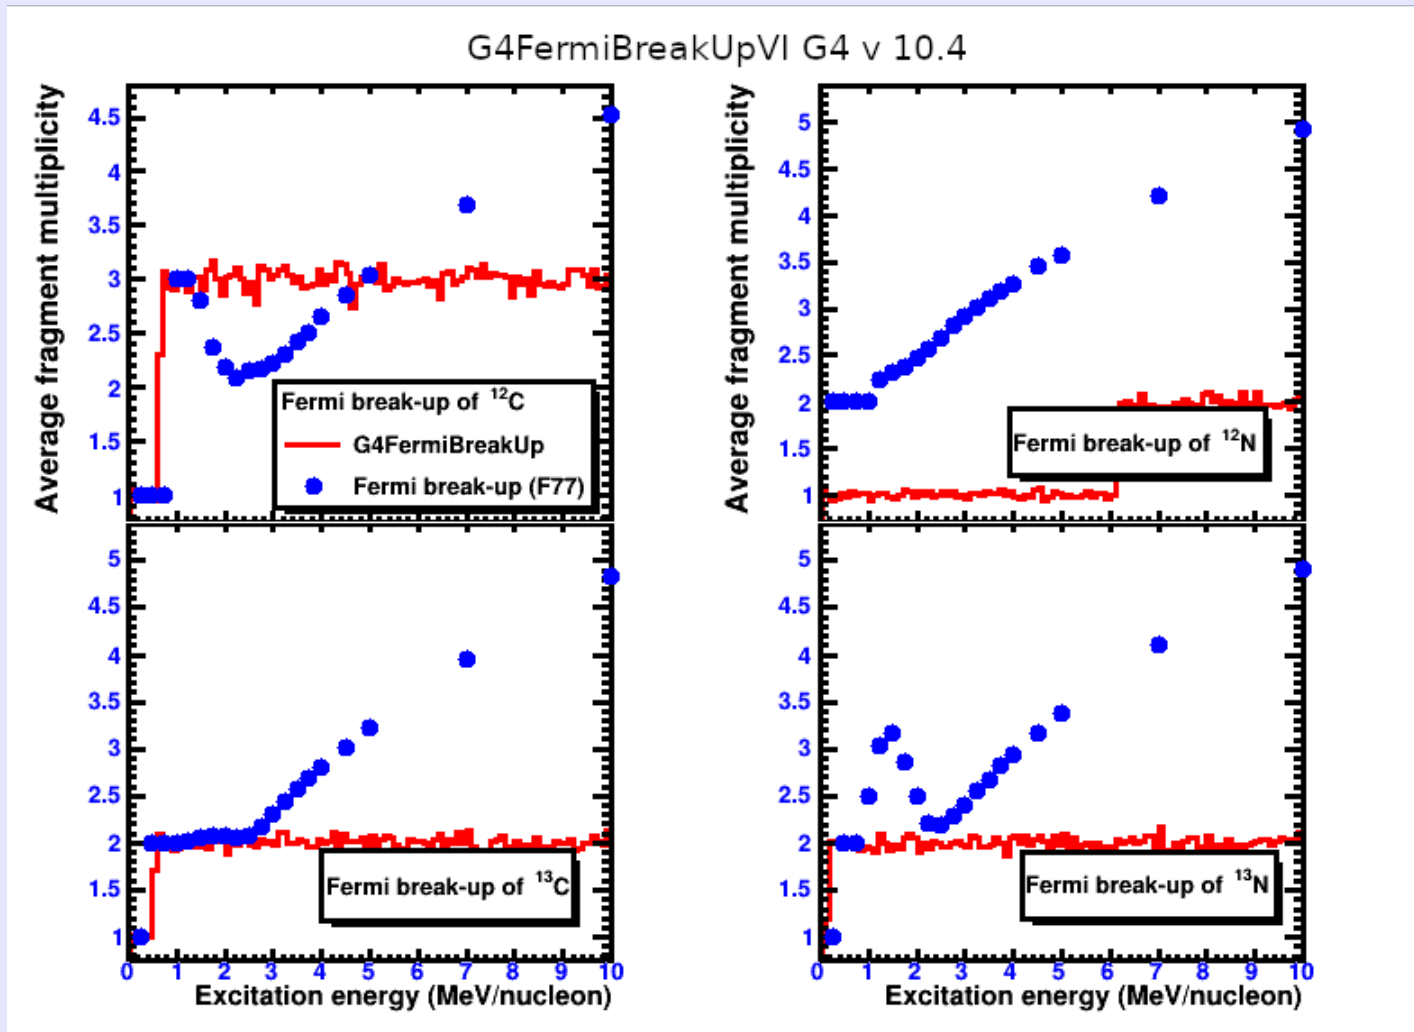 G4FermiBreakUpVI G4 v 10.4
Average fragment multiplicity
4.5
4
3.5
3
2.5
2
1.5
1
Fermi break-up of ¹²C
G4FermiBreakUp
Fermi break-up (F77)
Average fragment multiplicity
5
4.5
4
3.5
3
2.5
2
1.5
1
Fermi break-up of ¹²N
5
4.5
4
3.5
3
2.5
2
1.5
1
Fermi break-up of ¹³C
0 1 2 3 4 5 6 7 8 9 10
Excitation energy (MeV/nucleon)
5
4.5
4
3.5
3
2.5
2
1.5
1
Fermi break-up of ¹³N
0 1 2 3 4 5 6 7 8 9 10
Excitation energy (MeV/nucleon)